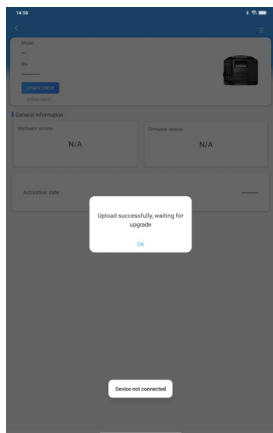 14:58
Model
--
SN
General Information
Hardware version
Firmware version
N/A
N/A
Activation date
Upload successfully, waiting for
upgrade
OK
Device not connected